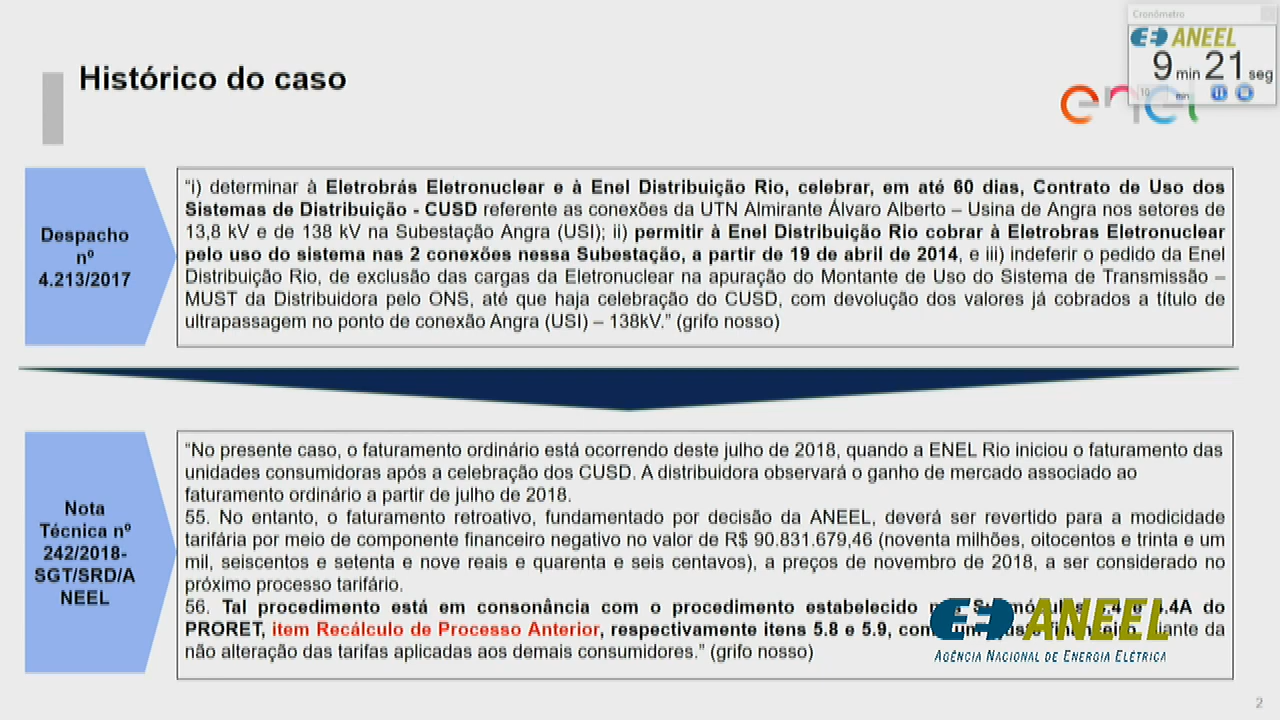 Cronômetro
ANEEL
9 min 21 seg
10 min
Histórico do caso
enel
Despacho
nº
4.213/2017
“i) determinar à Eletrobrás Eletronuclear e à Enel Distribuição Rio, celebrar, em até 60 dias, Contrato de Uso dos
Sistemas de Distribuição - CUSD referente as conexões da UTN Almirante Álvaro Alberto – Usina de Angra nos setores de
13,8 kV e de 138 kV na Subestação Angra (USI); ii) permitir à Enel Distribuição Rio cobrar à Eletrobras Eletronuclear
pelo uso do sistema nas 2 conexões nessa Subestação, a partir de 19 de abril de 2014, e iii) indeferir o pedido da Enel
Distribuição Rio, de exclusão das cargas da Eletronuclear na apuração do Montante de Uso do Sistema de Transmissão –
MUST da Distribuidora pelo ONS, até que haja celebração do CUSD, com devolução dos valores já cobrados a título de
ultrapassagem no ponto de conexão Angra (USI) – 138kV.” (grifo nosso)
Nota
Técnica nº
242/2018-
SGT/SRD/A
NEEL
“No presente caso, o faturamento ordinário está ocorrendo deste julho de 2018, quando a ENEL Rio iniciou o faturamento das
unidades consumidoras após a celebração dos CUSD. A distribuidora observará o ganho de mercado associado ao
faturamento ordinário a partir de julho de 2018.
55. No entanto, o faturamento retroativo, fundamentado por decisão da ANEEL, deverá ser revertido para a modicidade
tarifária por meio de componente financeiro negativo no valor de R$ 90.831.679,46 (noventa milhões, oitocentos e trinta e um
mil, seiscentos e setenta e nove reais e quarenta e seis centavos), a preços de novembro de 2018, a ser considerado no
próximo processo tarifário.
56. Tal procedimento está em consonância com o procedimento estabelecido 4.4A do
PRORET, item Recálculo de Processo Anterior, respectivamente itens 5.8 e 5.9, diante da
não alteração das tarifas aplicadas aos demais consumidores.” (grifo nosso)
ANEEL
AGÊNCIA NACIONAL DE ENERGIA ELÉTRICA
2